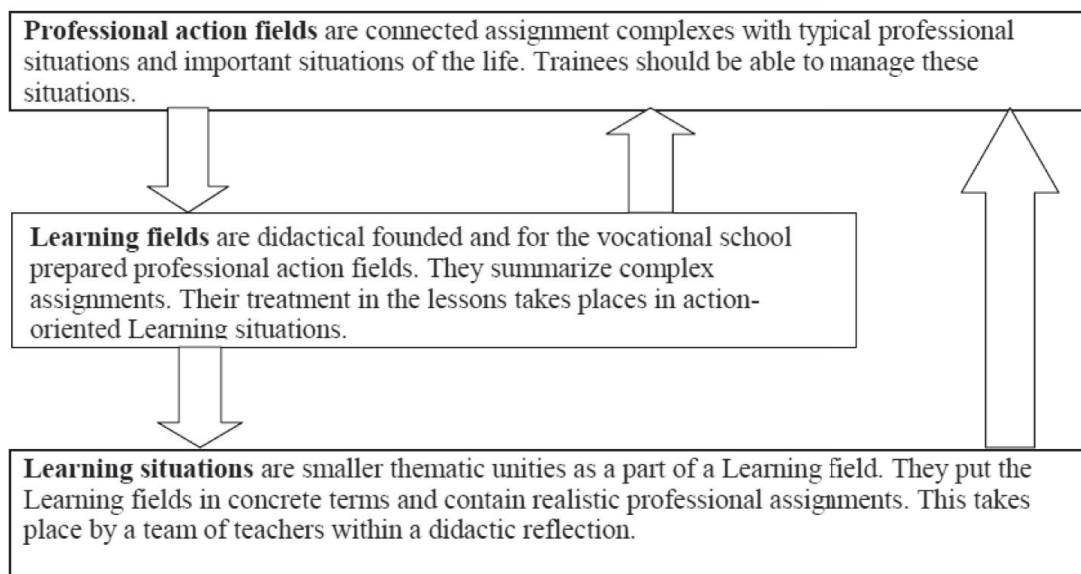 Professional action fields are connected assignment complexes with typical professional
situations and important situations of the life. Trainees should be able to manage these
situations.
Learning fields are didactical founded and for the vocational school
prepared professional action fields. They summarize complex
assignments. Their treatment in the lessons takes places in action-
oriented Learning situations.
Learning situations are smaller thematic unities as a part of a Learning field. They put the
Learning fields in concrete terms and contain realistic professional assignments. This takes
place by a team of teachers within a didactic reflection.